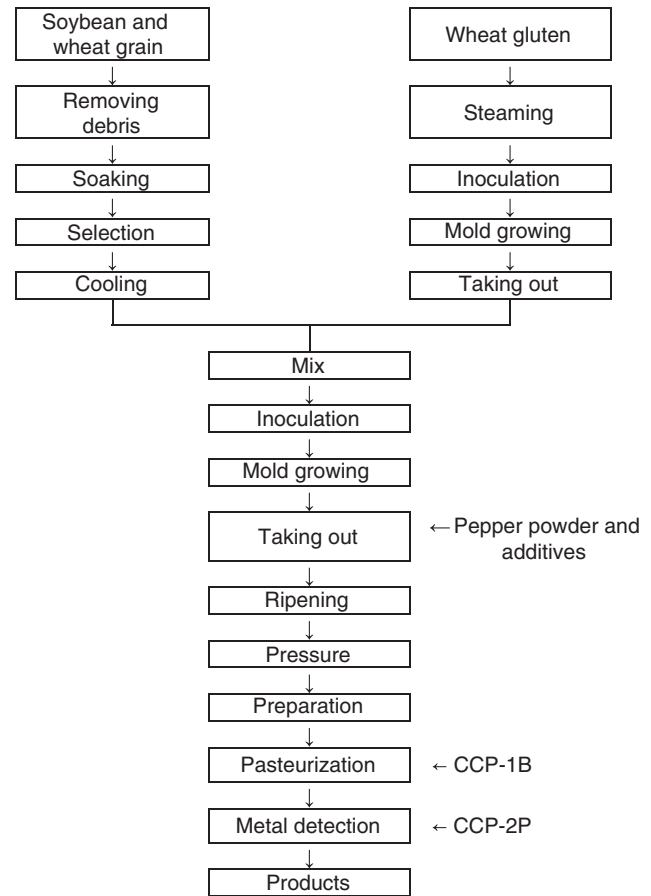 Soybean and
wheat grain
↓
Removing
debris
↓
Soaking
↓
Selection
↓
Cooling
Wheat gluten
↓
Steaming
↓
Inoculation
↓
Mold growing
↓
Taking out
Mix
↓
Inoculation
↓
Mold growing
↓
Taking out
← Pepper powder and
additives
↓
Ripening
↓
Pressure
↓
Preparation
↓
Pasteurization
← CCP-1B
↓
Metal detection
← CCP-2P
↓
Products